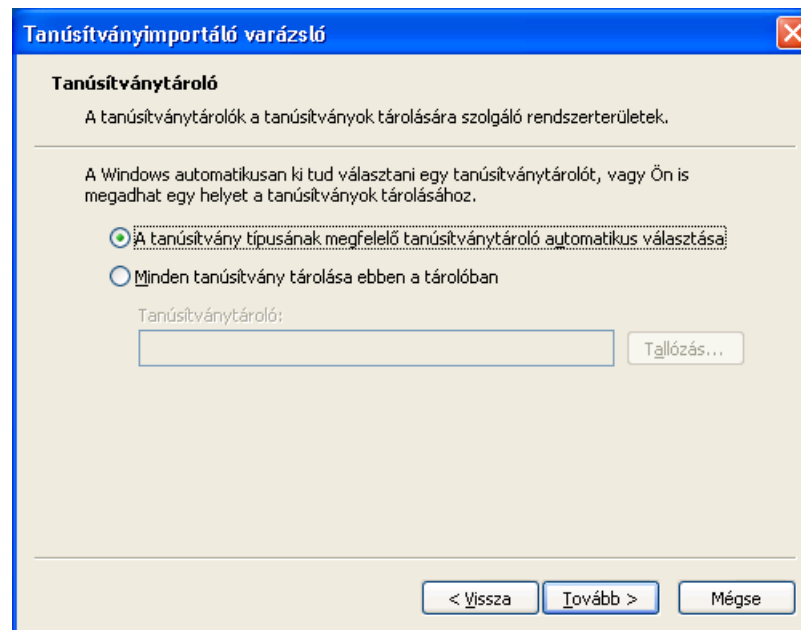 Tanúsítványimportáló varázsló
Tanúsítványtároló
A tanúsítványtárolók a tanúsítványok tárolására szolgáló rendszerterületek.
A Windows automatikusan ki tud választani egy tanúsítványtárolót, vagy Ön is
megadhat egy helyet a tanúsítványok tárolásához.
A tanúsítvány típusának megfelelő tanúsítványtároló automatikus választása
Minden tanúsítvány tárolása ebben a tárolóban
Tanúsítványtároló:
Tallózás...
< Vissza
Tovább >
Mégse